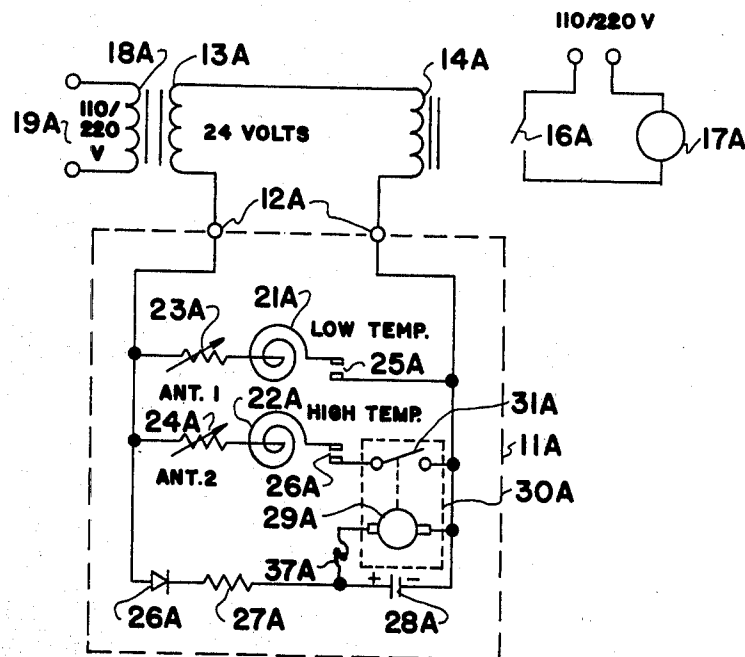 110/220 V
18A 13A 14A
19A 110/
220
V
24 VOLTS
16A 17A
12A
21A
23A LOW TEMP.
25A
ANT. 1
22A HIGH TEMP. 31A
24A
11A
ANT.2 26A 30A
29A
37A + -
26A 27A 28A